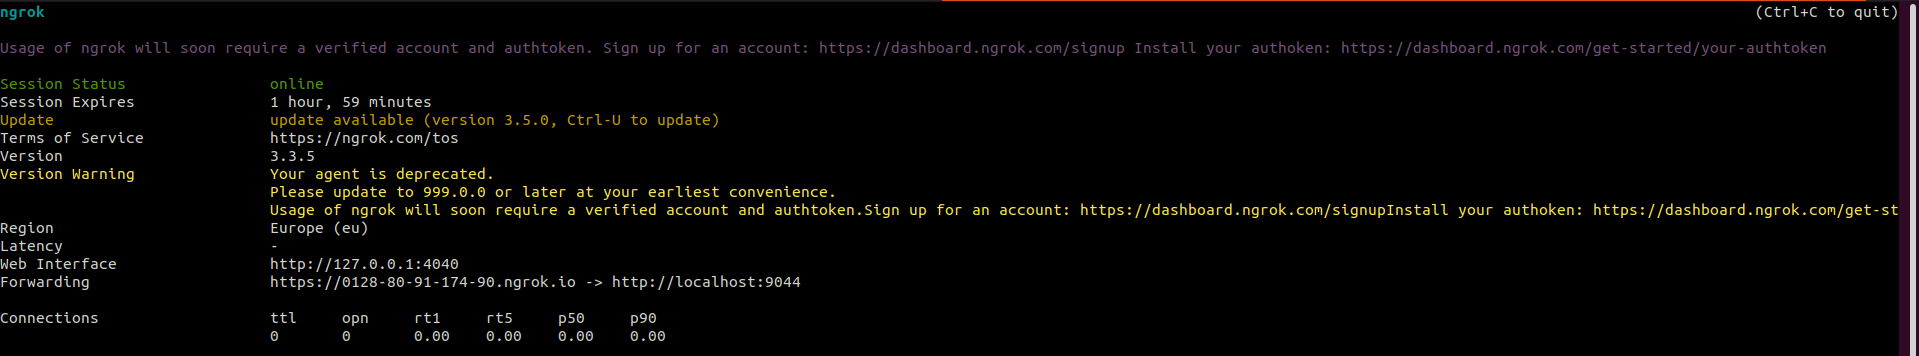 ngrok (Ctrl+C to quit)
Usage of ngrok will soon require a verified account and authtoken. Sign up for an account: https://dashboard.ngrok.com/signup Install your authoken: https://dashboard.ngrok.com/get-started/your-authtoken
Session Status online
Session Expires 1 hour, 59 minutes
Update update available (version 3.5.0, Ctrl-U to update)
Terms of Service https://ngrok.com/tos
Version 3.3.5
Version Warning Your agent is deprecated.
Please update to 999.0.0 or later at your earliest convenience.
Usage of ngrok will soon require a verified account and authtoken.Sign up for an account: https://dashboard.ngrok.com/signupInstall your authoken: https://dashboard.ngrok.com/get-st
Region Europe (eu)
Latency -
Web Interface http://127.0.0.1:4040
Forwarding https://0128-80-91-174-90.ngrok.io -> http://localhost:9044
Connections ttl opn rt1 rt5 p50 p90
0 0 0.00 0.00 0.00 0.00